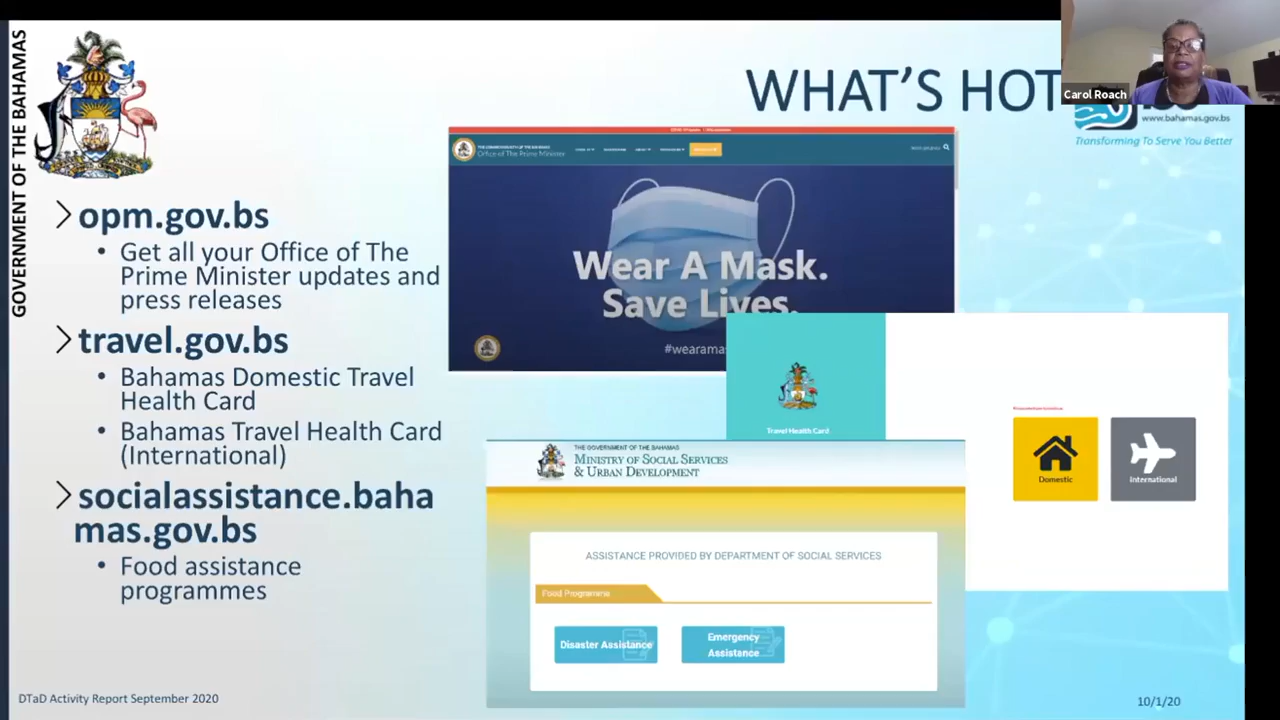 GOVERNMENT OF THE BAHAMAS
WHAT'S HOT
Carol Roach
www.bahamas.gov.bs
Transforming To Serve You Better
opm.gov.bs
• Get all your Office of The
Prime Minister updates and
press releases
travel.gov.bs
• Bahamas Domestic Travel
Health Card
• Bahamas Travel Health Card
(International)
socialassistance.baha
mas.gov.bs
• Food assistance
programmes
Office of The Prime Minister
Wear A Mask.
Save Lives.
#wearamas
Travel Health Card
Domestic
International
THE GOVERNMENT OF THE BAHAMAS
MINISTRY OF SOCIAL SERVICES
& URBAN DEVELOPMENT
ASSISTANCE PROVIDED BY DEPARTMENT OF SOCIAL SERVICES
Food Programme
Disaster Assistance
Emergency
Assistance
DTaD Activity Report September 2020
10/1/20